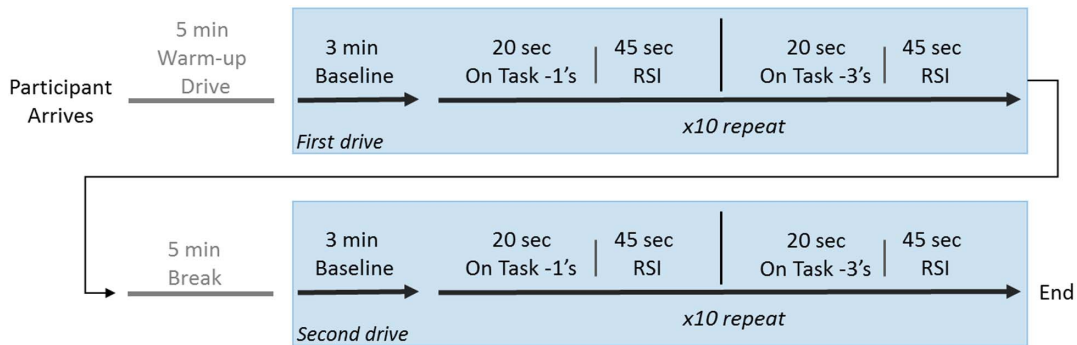 Participant
Arrives
5 min
Warm-up
Drive
3 min
Baseline
20 sec
On Task -1's
45 sec
RSI
20 sec
On Task -3's
45 sec
RSI
First drive
x10 repeat
5 min
Break
3 min
Baseline
20 sec
On Task -1's
45 sec
RSI
20 sec
On Task -3's
45 sec
RSI
End
Second drive
x10 repeat